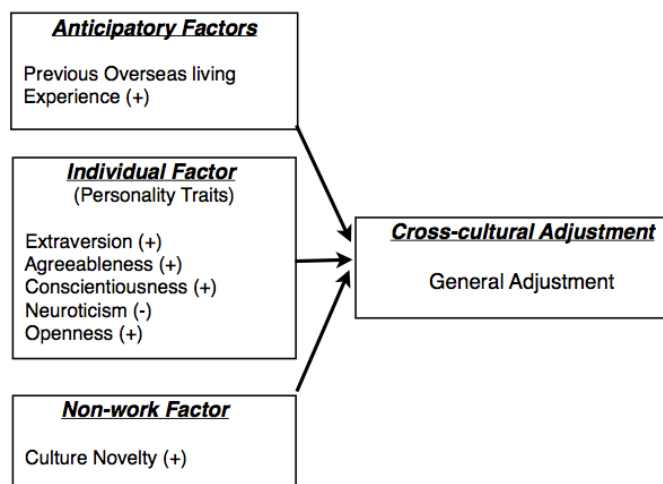 Anticipatory Factors
Previous Overseas living
Experience (+)
Individual Factor
(Personality Traits)
Extraversion (+)
Agreeableness (+)
Conscientiousness (+)
Neuroticism (-)
Openness (+)
Cross-cultural Adjustment
General Adjustment
Non-work Factor
Culture Novelty (+)